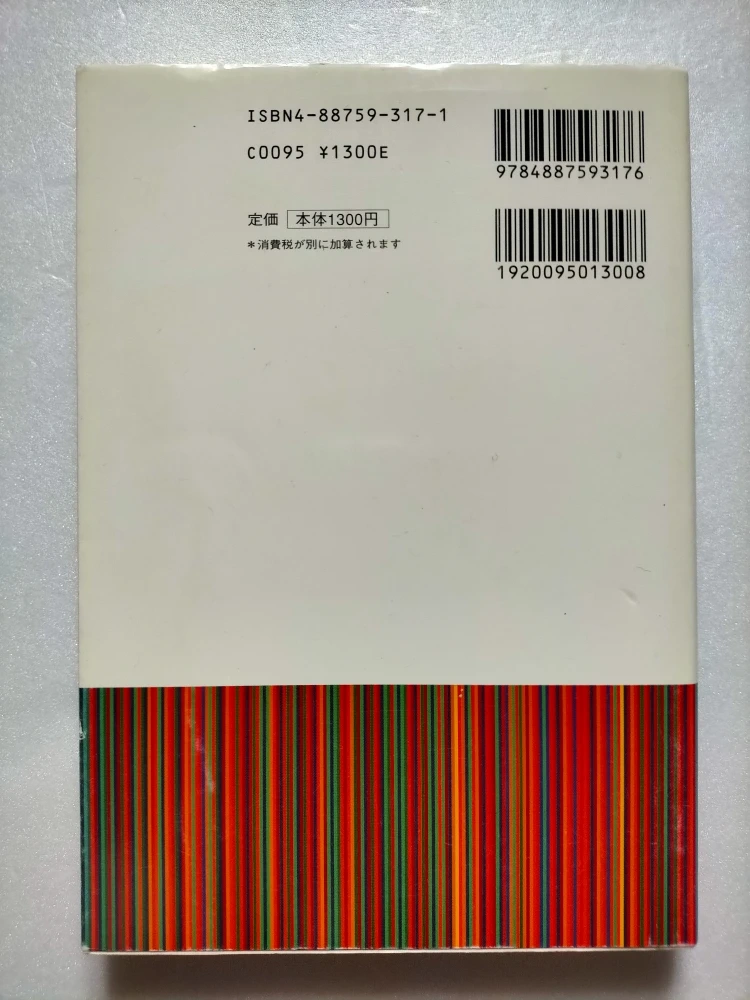 ISBN4-88759-317-1
C0095 ¥1300E
定価 本体1300円
*消費税が別に加算されます
9784887593176
1920095013008